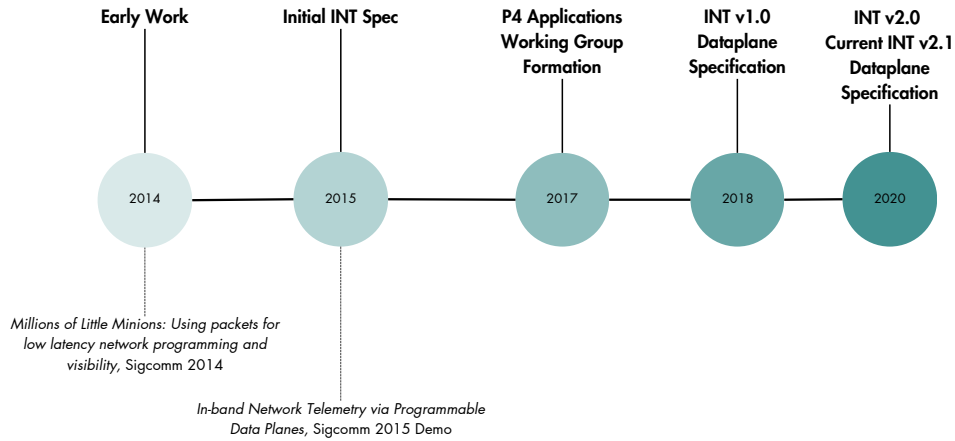 Early Work
Initial INT Spec
P4 Applications
Working Group
Formation
INT v1.0
Dataplane
Specification
INT v2.0
Current INT v2.1
Dataplane
Specification
2014
2015
2017
2018
2020
Millions of Little Minions: Using packets for
low latency network programming and
visibility, Sigcomm 2014
In-band Network Telemetry via Programmable
Data Planes, Sigcomm 2015 Demo